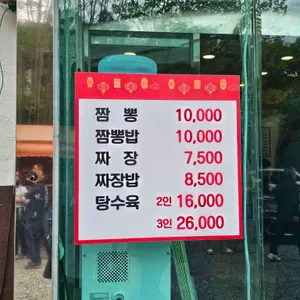 짬 뽕 10,000
짬뽕밥 10,000
짜 장 7,500
짜장밥 8,500
탕수육 2인 16,000
3인 26,000